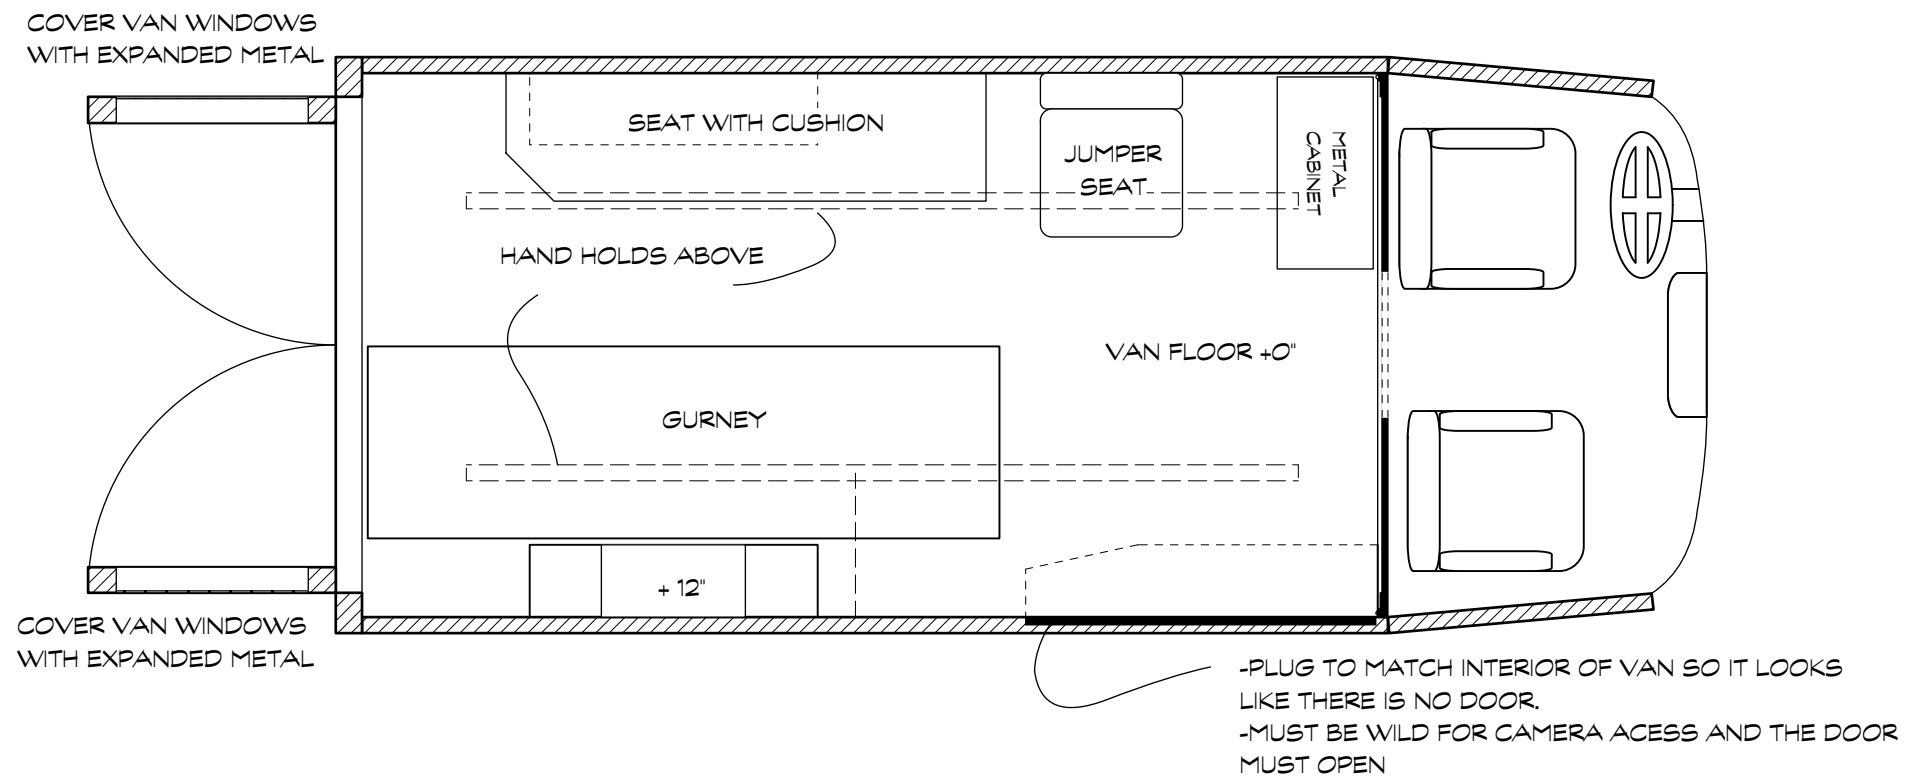 COVER VAN WINDOWS
WITH EXPANDED METAL
SEAT WITH CUSHION
JUMPER
SEAT
METAL
CABINET
HAND HOLDS ABOVE
VAN FLOOR +0"
GURNEY
+ 12"
COVER VAN WINDOWS
WITH EXPANDED METAL
-PLUG TO MATCH INTERIOR OF VAN SO IT LOOKS
LIKE THERE IS NO DOOR.
-MUST BE WILD FOR CAMERA ACESS AND THE DOOR
MUST OPEN